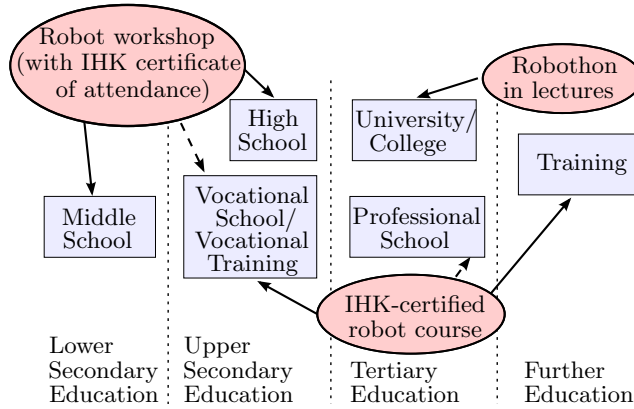 Robot workshop
(with IHK certificate
of attendance)
Robothon
in lectures
High
School
University/
College
Training
Middle
School
Vocational
School/
Vocational
Training
Professional
School
IHK-certified
robot course
Lower
Secondary
Education
Upper
Secondary
Education
Tertiary
Education
Further
Education